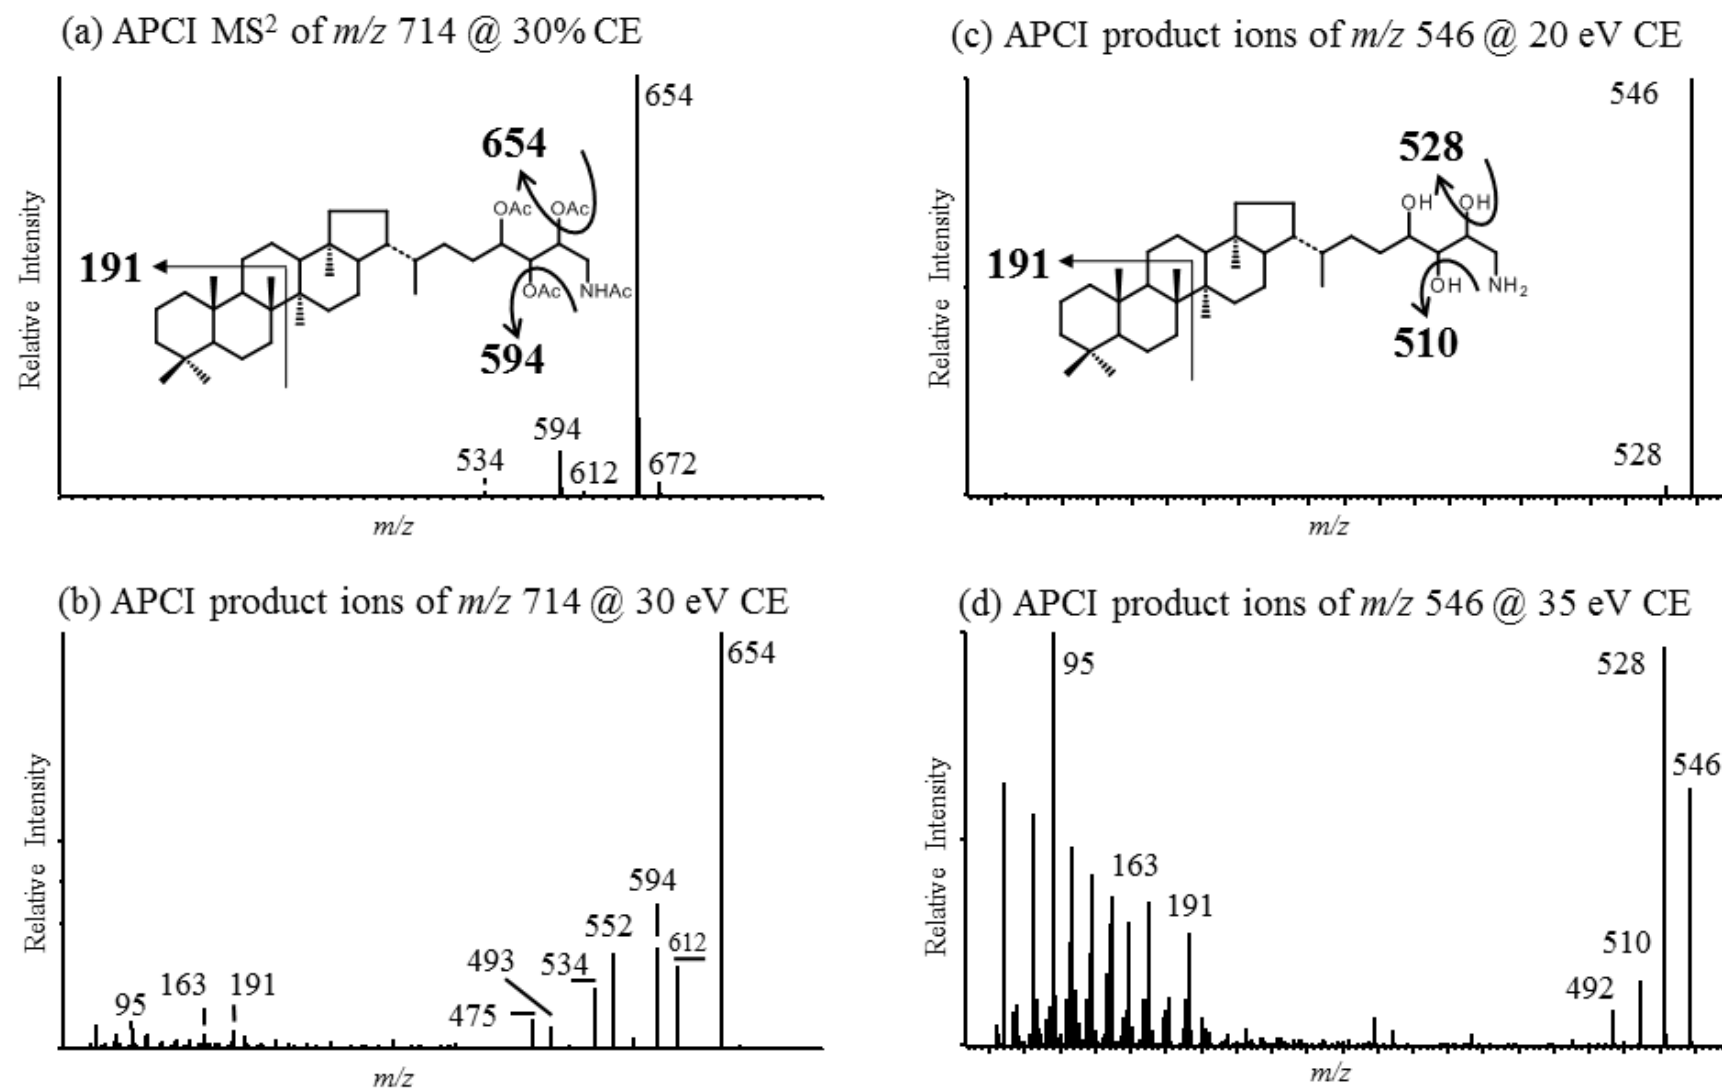 (a) APCI MS² of m/z 714 @ 30% CE
654
654
OAc
OAc
191
OAc
NHAc
594
594
534
612
672
Relative Intensity
m/z
(c) APCI product ions of m/z 546 @ 20 eV CE
546
528
OH
OH
191
OH
NH₂
510
528
Relative Intensity
m/z
(b) APCI product ions of m/z 714 @ 30 eV CE
654
594
552
612
493
534
475
163
191
95
Relative Intensity
m/z
(d) APCI product ions of m/z 546 @ 35 eV CE
95
528
546
163
191
510
492
Relative Intensity
m/z